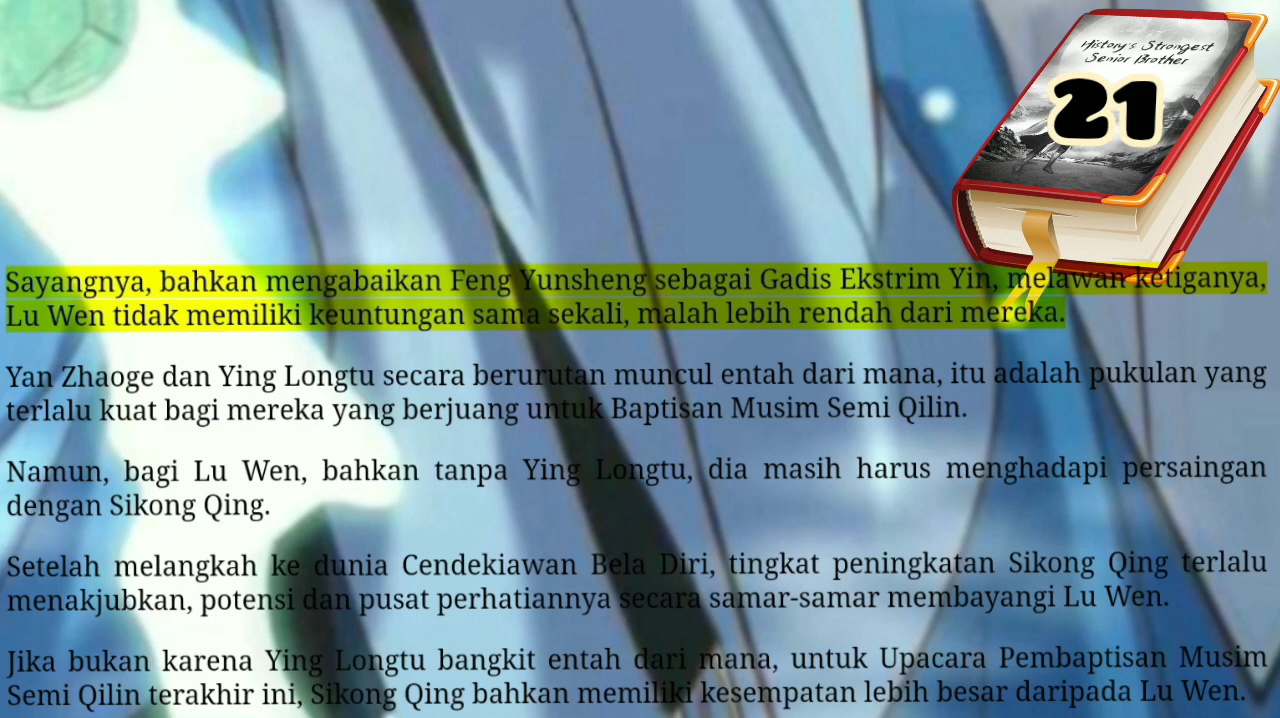 History's Strongest
Senior Brother
21
Sayangnya, bahkan mengabaikan Feng Yunsheng sebagai Gadis Ekstrim Yin, melawan ketiganya,
Lu Wen tidak memiliki keuntungan sama sekali, malah lebih rendah dari mereka.
Yan Zhaoge dan Ying Longtu secara berurutan muncul entah dari mana, itu adalah pukulan yang
terlalu kuat bagi mereka yang berjuang untuk Baptisan Musim Semi Qilin.
Namun, bagi Lu Wen, bahkan tanpa Ying Longtu, dia masih harus menghadapi persaingan
dengan Sikong Qing.
Setelah melangkah ke dunia Cendekiawan Bela Diri, tingkat peningkatan Sikong Qing terlalu
menakjubkan, potensi dan pusat perhatiannya secara samar-samar membayangi Lu Wen.
Jika bukan karena Ying Longtu bangkit entah dari mana, untuk Upacara Pembaptisan Musim
Semi Qilin terakhir ini, Sikong Qing bahkan memiliki kesempatan lebih besar daripada Lu Wen.